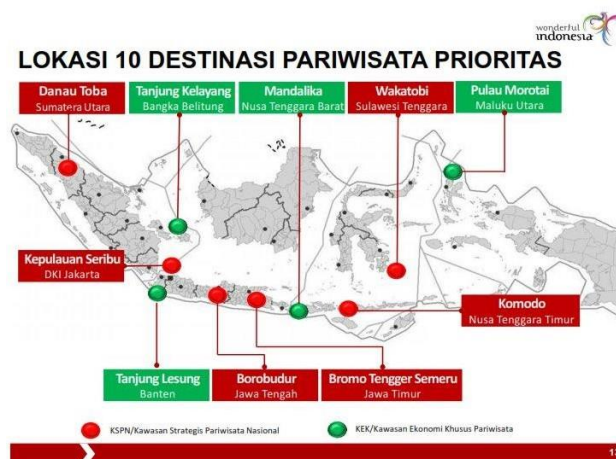 wonderful
indonesia
LOKASI 10 DESTINASI PARIWISATA PRIORITAS
Danau Toba
Sumatera Utara
Tanjung Kelayang
Bangka Belitung
Mandalika
Nusa Tenggara Barat
Wakatobi
Sulawesi Tenggara
Pulau Morotai
Maluku Utara
Kepulauan Seribu
DKI Jakarta
Komodo
Nusa Tenggara Timur
Tanjung Lesung
Banten
Borobudur
Jawa Tengah
Bromo Tengger Semeru
Jawa Timur
KSPN/Kawasan Strategis Pariwisata Nasional
KEK/Kawasan Ekonomi Khusus Pariwisata